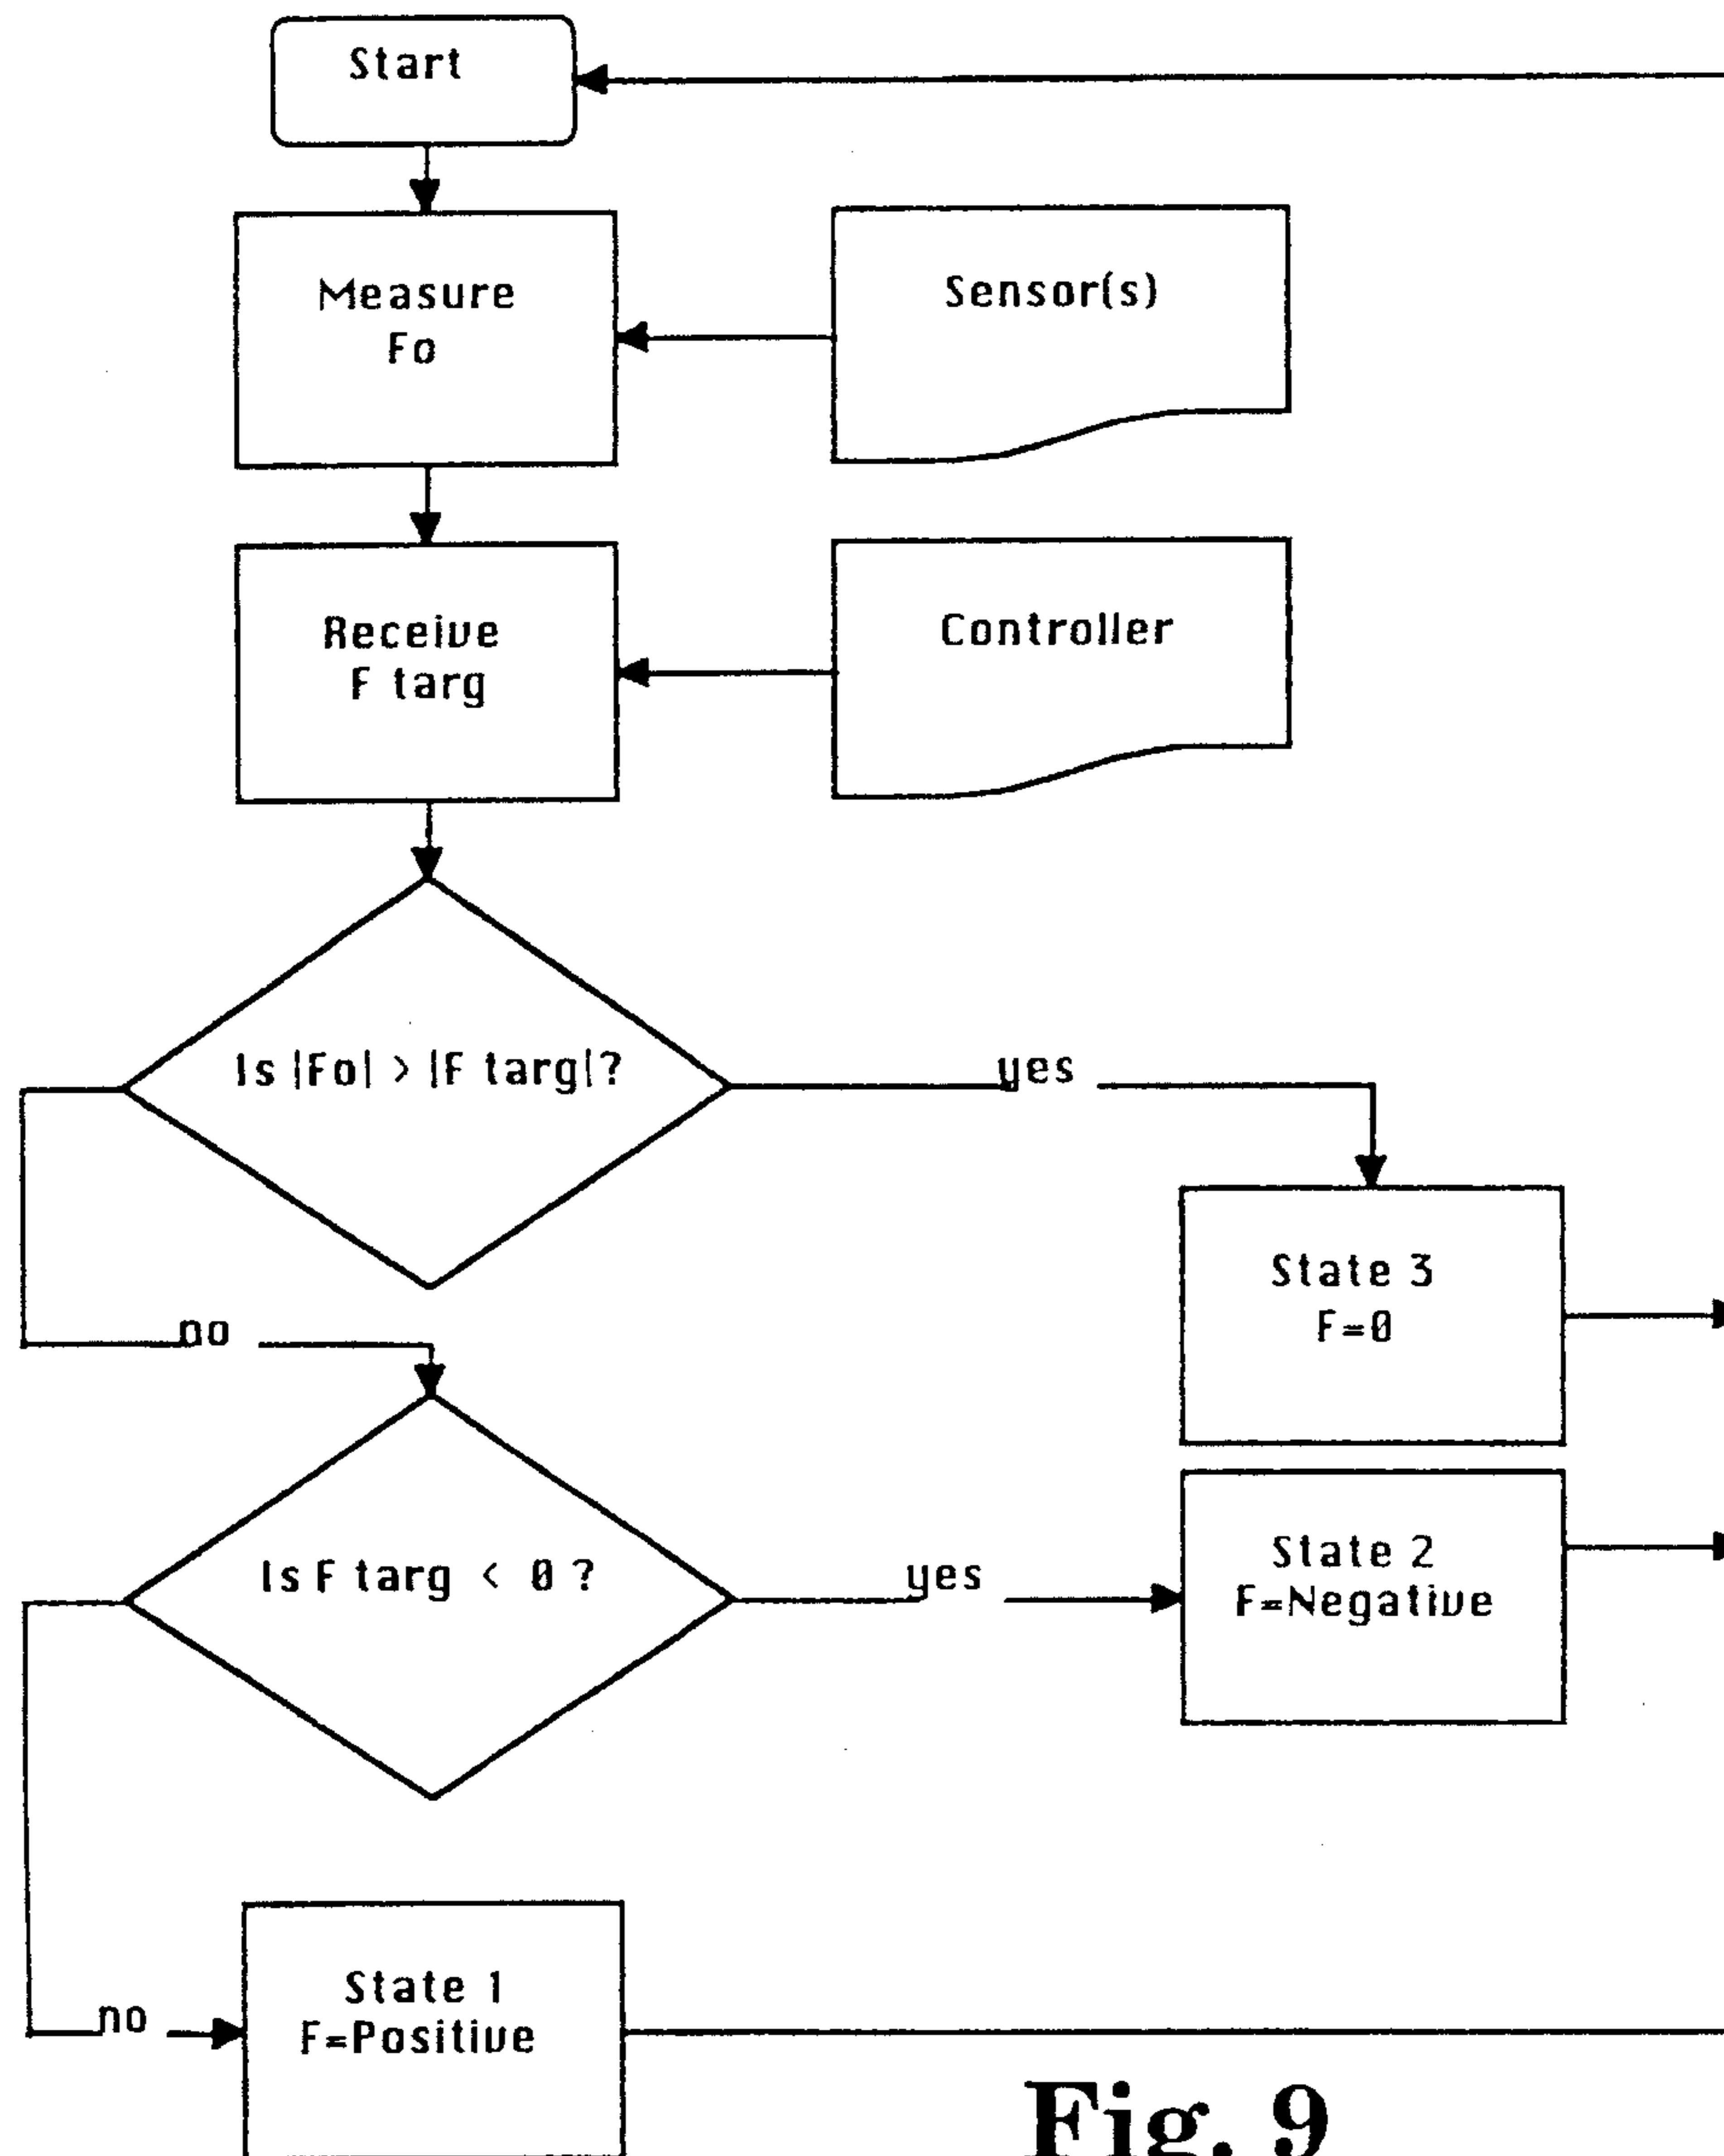 Start
Measure
Fo
Sensor(s)
Receive
F targ
Controller
Is |Fo| > |F targ|?
yes
no
State 3
F=0
Is F targ < 0 ?
yes
State 2
F=Negative
no
State 1
F=Positive
Fig. 9